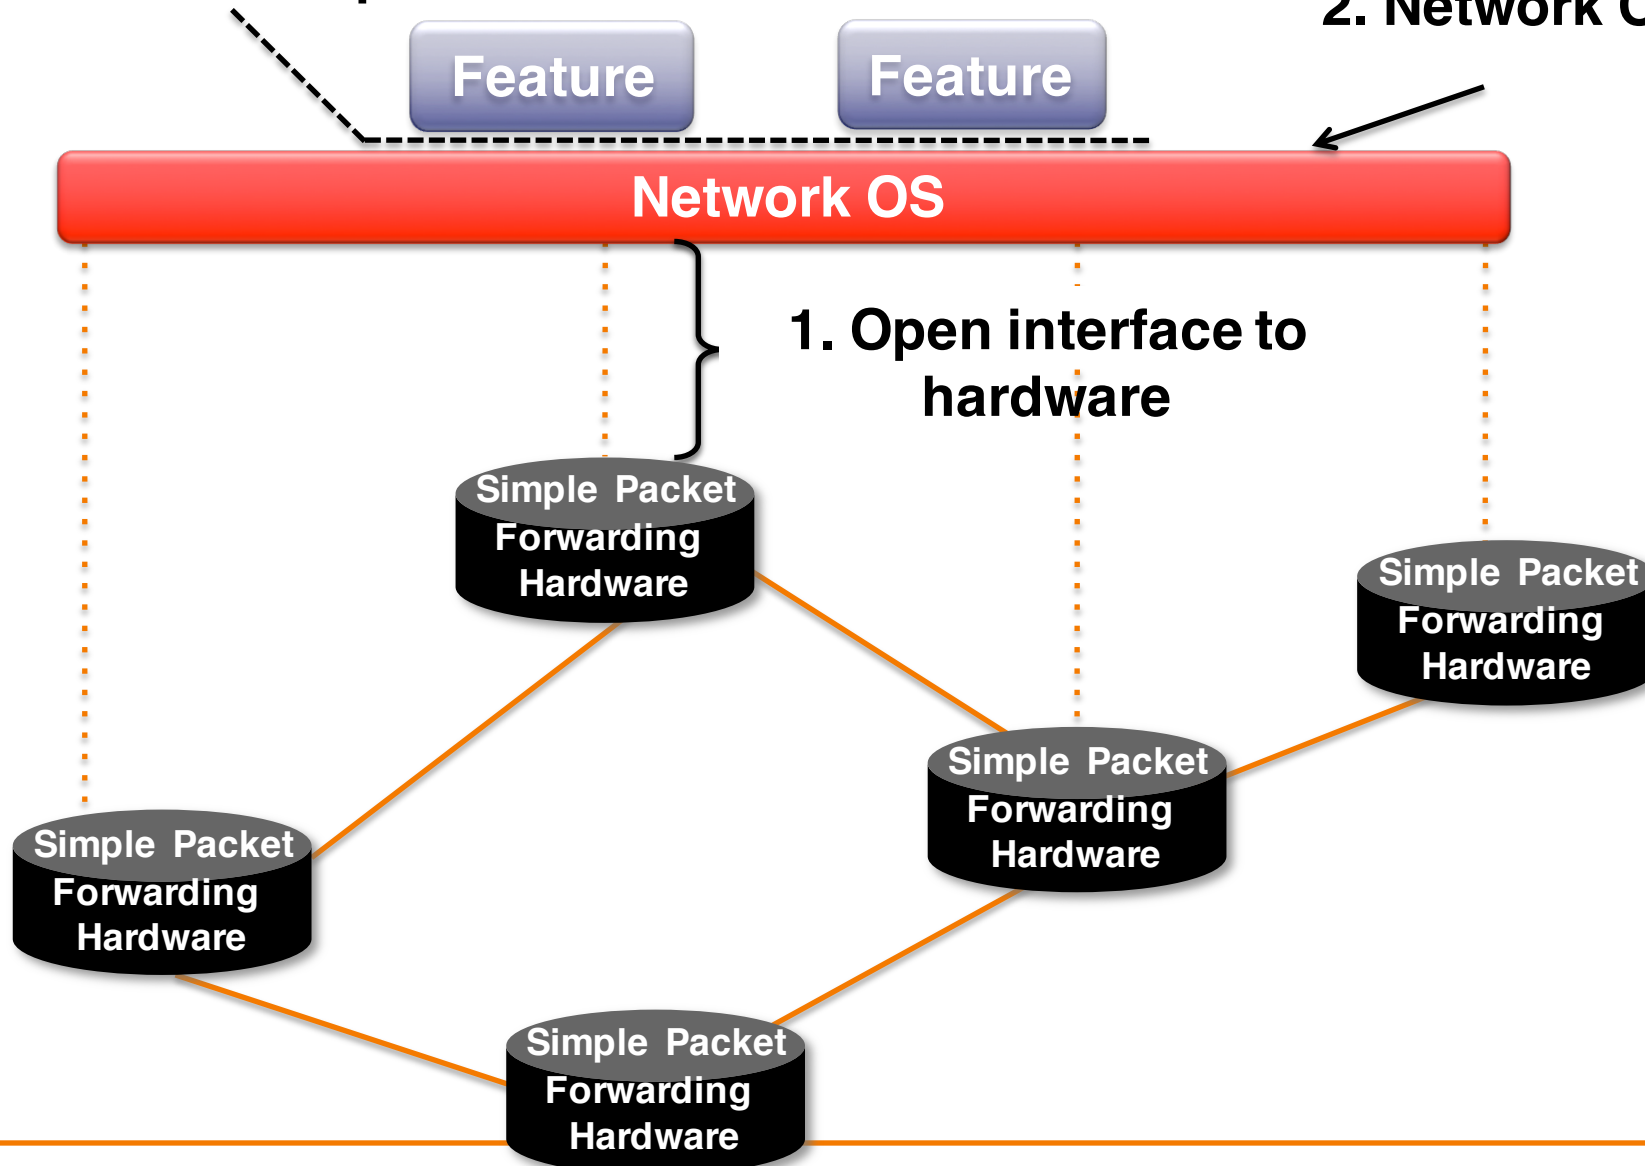 2. Network
Feature
Feature
Network OS
1. Open interface to
hardware
Simple Packet
Forwarding
Hardware
Simple Packet
Forwarding
Hardware
Simple Packet
Forwarding
Hardware
Simple Packet
Forwarding
Hardware
Simple Packet
Forwarding
Hardware